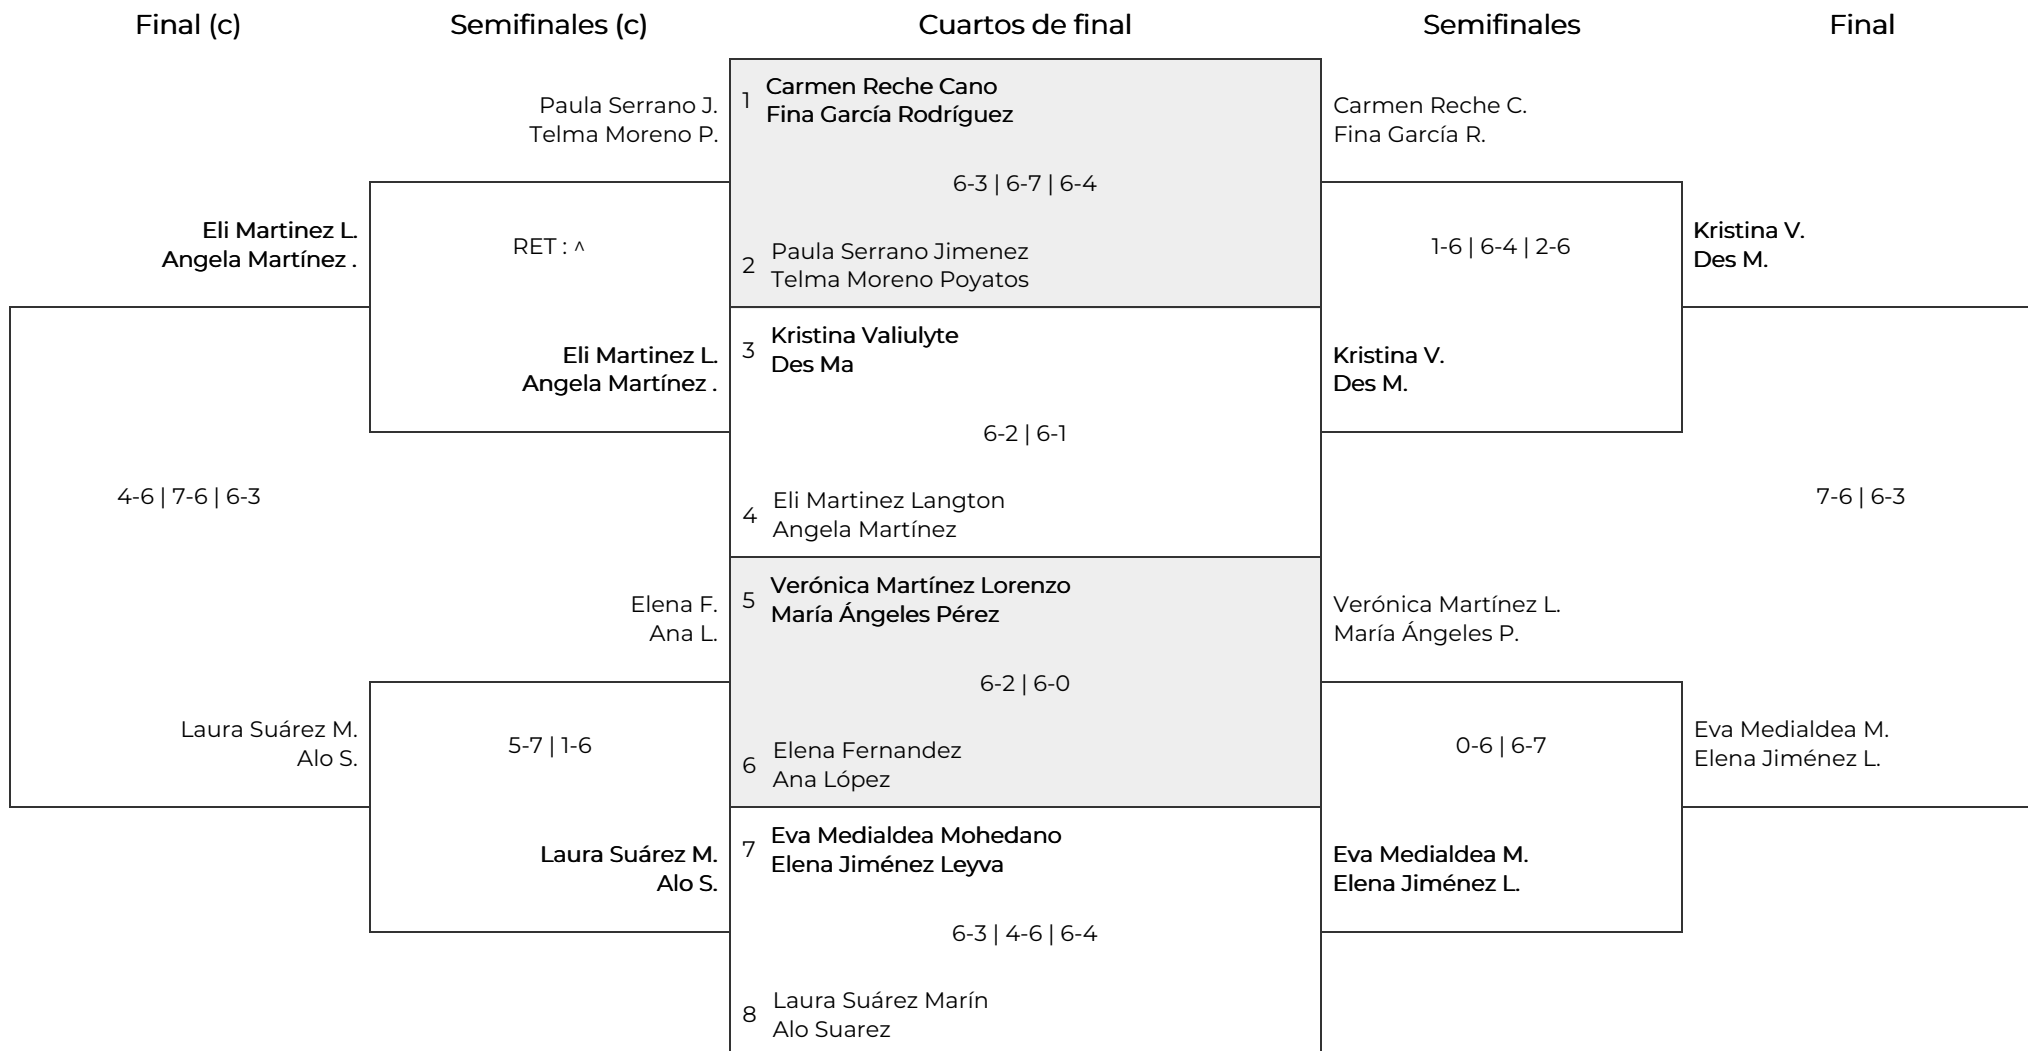 Final (c)
Semifinales (c)
Cuartos de final
Semifinales
Final
Paula Serrano J.
Telma Moreno P.
1
Carmen Reche Cano
Fina García Rodríguez
Carmen Reche C.
Fina García R.
6-3 | 6-7 | 6-4
Eli Martinez L.
Angela Martínez .
RET : ^
2
Paula Serrano Jimenez
Telma Moreno Poyatos
1-6 | 6-4 | 2-6
Kristina V.
Des M.
Eli Martinez L.
Angela Martínez .
3
Kristina Valiulyte
Des Ma
Kristina V.
Des M.
6-2 | 6-1
4-6 | 7-6 | 6-3
4
Eli Martinez Langton
Angela Martínez
7-6 | 6-3
Elena F.
Ana L.
5
Verónica Martínez Lorenzo
María Ángeles Pérez
Verónica Martínez L.
María Ángeles P.
6-2 | 6-0
Laura Suárez M.
Alo S.
5-7 | 1-6
6
Elena Fernandez
Ana López
0-6 | 6-7
Eva Medialdea M.
Elena Jiménez L.
Laura Suárez M.
Alo S.
7
Eva Medialdea Mohedano
Elena Jiménez Leyva
Eva Medialdea M.
Elena Jiménez L.
6-3 | 4-6 | 6-4
8
Laura Suárez Marín
Alo Suarez